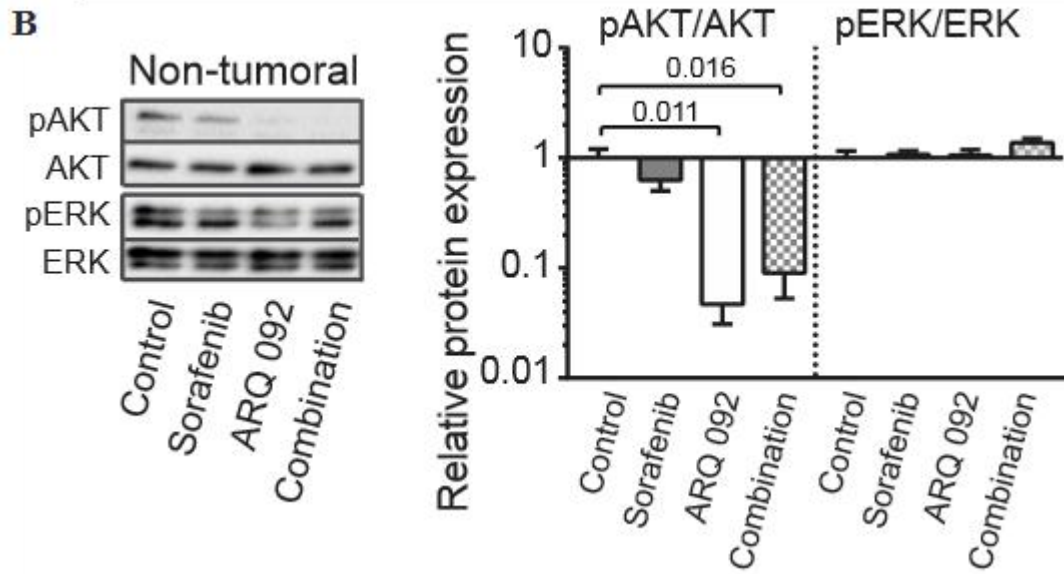 B
Non-tumoral
pAKT
AKT
pERK
ERK
Control
Sorafenib
ARQ 092
Combination
Relative protein expression
pAKT/AKT
pERK/ERK
10
1
0.1
0.01
0.016
0.011
Control
Sorafenib
ARQ 092
Combination
Control
Sorafenib
ARQ 092
Combination